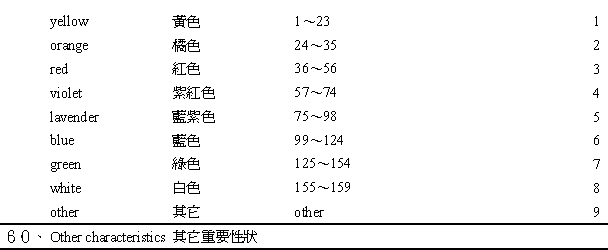 yellow 黃色 1～23 1
orange 橘色 24～35 2
red 紅色 36～56 3
violet 紫紅色 57～74 4
lavender 藍紫色 75～98 5
blue 藍色 99～124 6
green 綠色 125～154 7
white 白色 155～159 8
other 其它 other 9
６０、Other characteristics 其它重要性狀